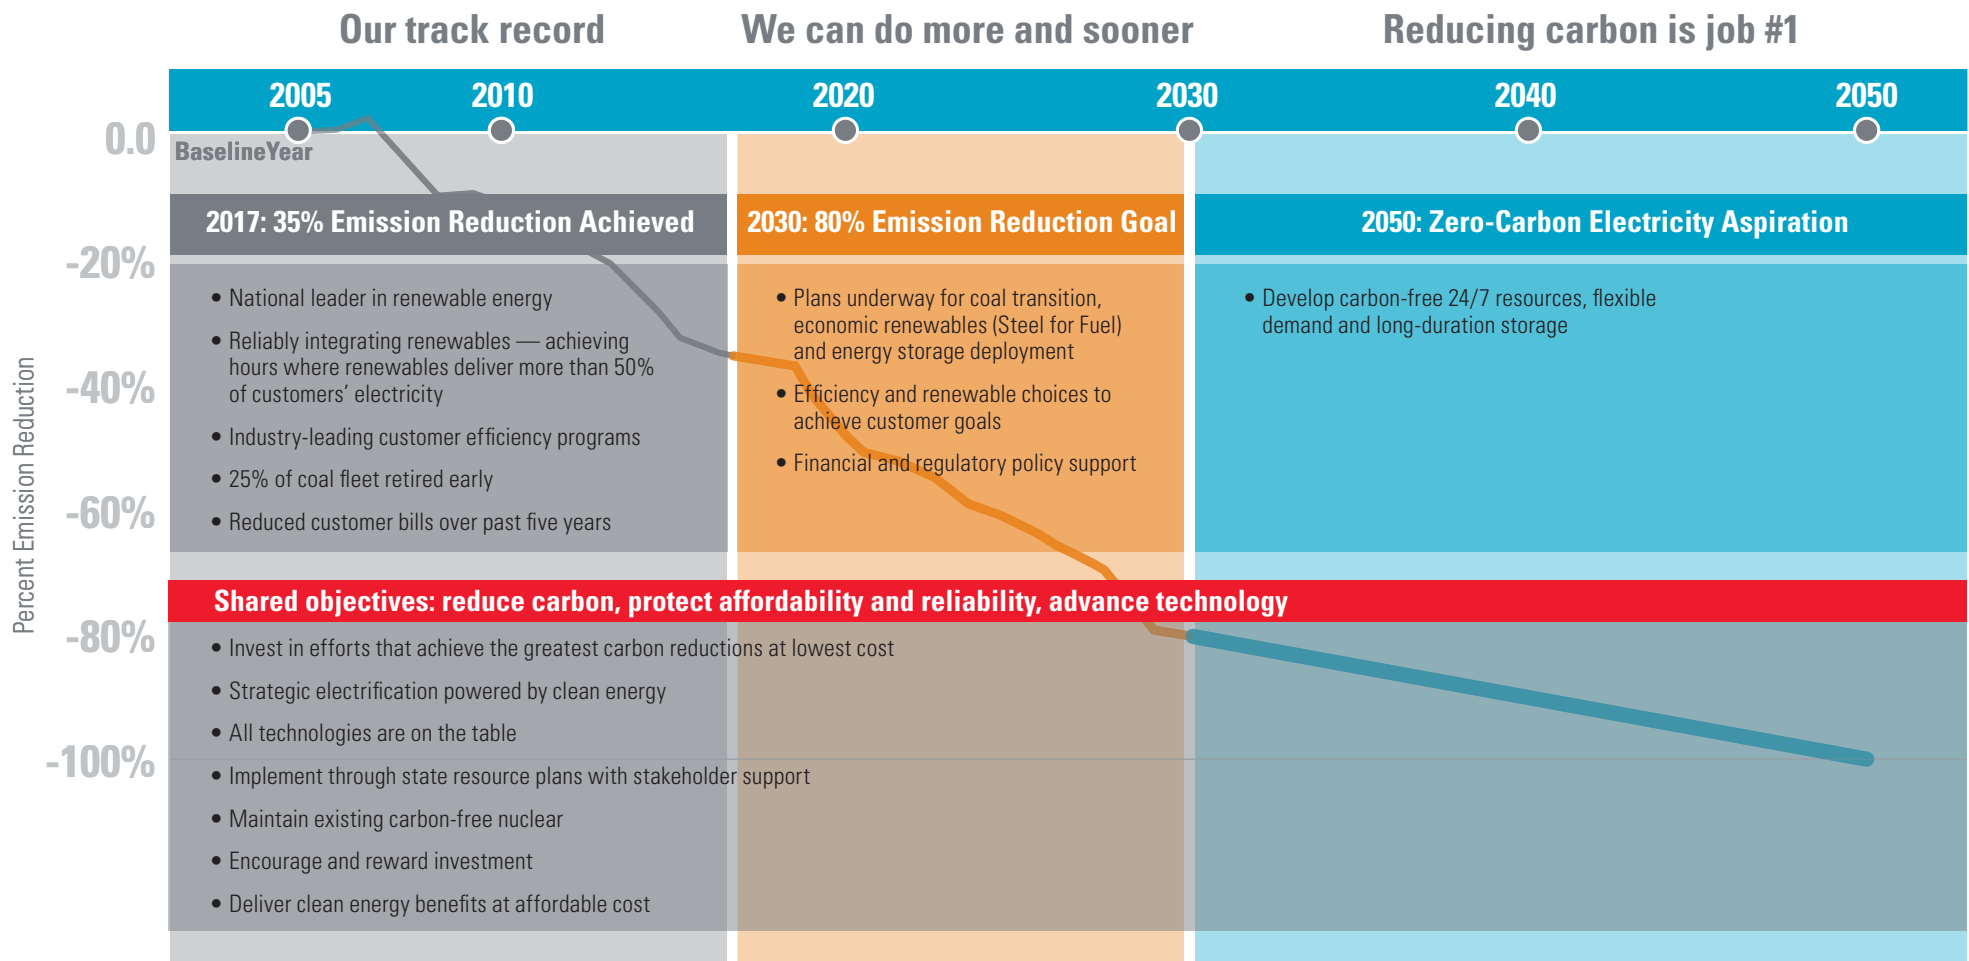 Our track record
We can do more and sooner
Reducing carbon is job #1
2005
2010
2020
2030
2040
2050
0.0
-20%
-40%
-60%
-80%
-100%
Percent Emission Reduction
BaselineYear
2017: 35% Emission Reduction Achieved
• National leader in renewable energy
• Reliably integrating renewables — achieving
hours where renewables deliver more than 50%
of customers’ electricity
• Industry-leading customer efficiency programs
• 25% of coal fleet retired early
• Reduced customer bills over past five years
2030: 80% Emission Reduction Goal
• Plans underway for coal transition,
economic renewables (Steel for Fuel)
and energy storage deployment
• Efficiency and renewable choices to
achieve customer goals
• Financial and regulatory policy support
2050: Zero-Carbon Electricity Aspiration
• Develop carbon-free 24/7 resources, flexible
demand and long-duration storage
Shared objectives: reduce carbon, protect affordability and reliability, advance technology
• Invest in efforts that achieve the greatest carbon reductions at lowest cost
• Strategic electrification powered by clean energy
• All technologies are on the table
• Implement through state resource plans with stakeholder support
• Maintain existing carbon-free nuclear
• Encourage and reward investment
• Deliver clean energy benefits at affordable cost